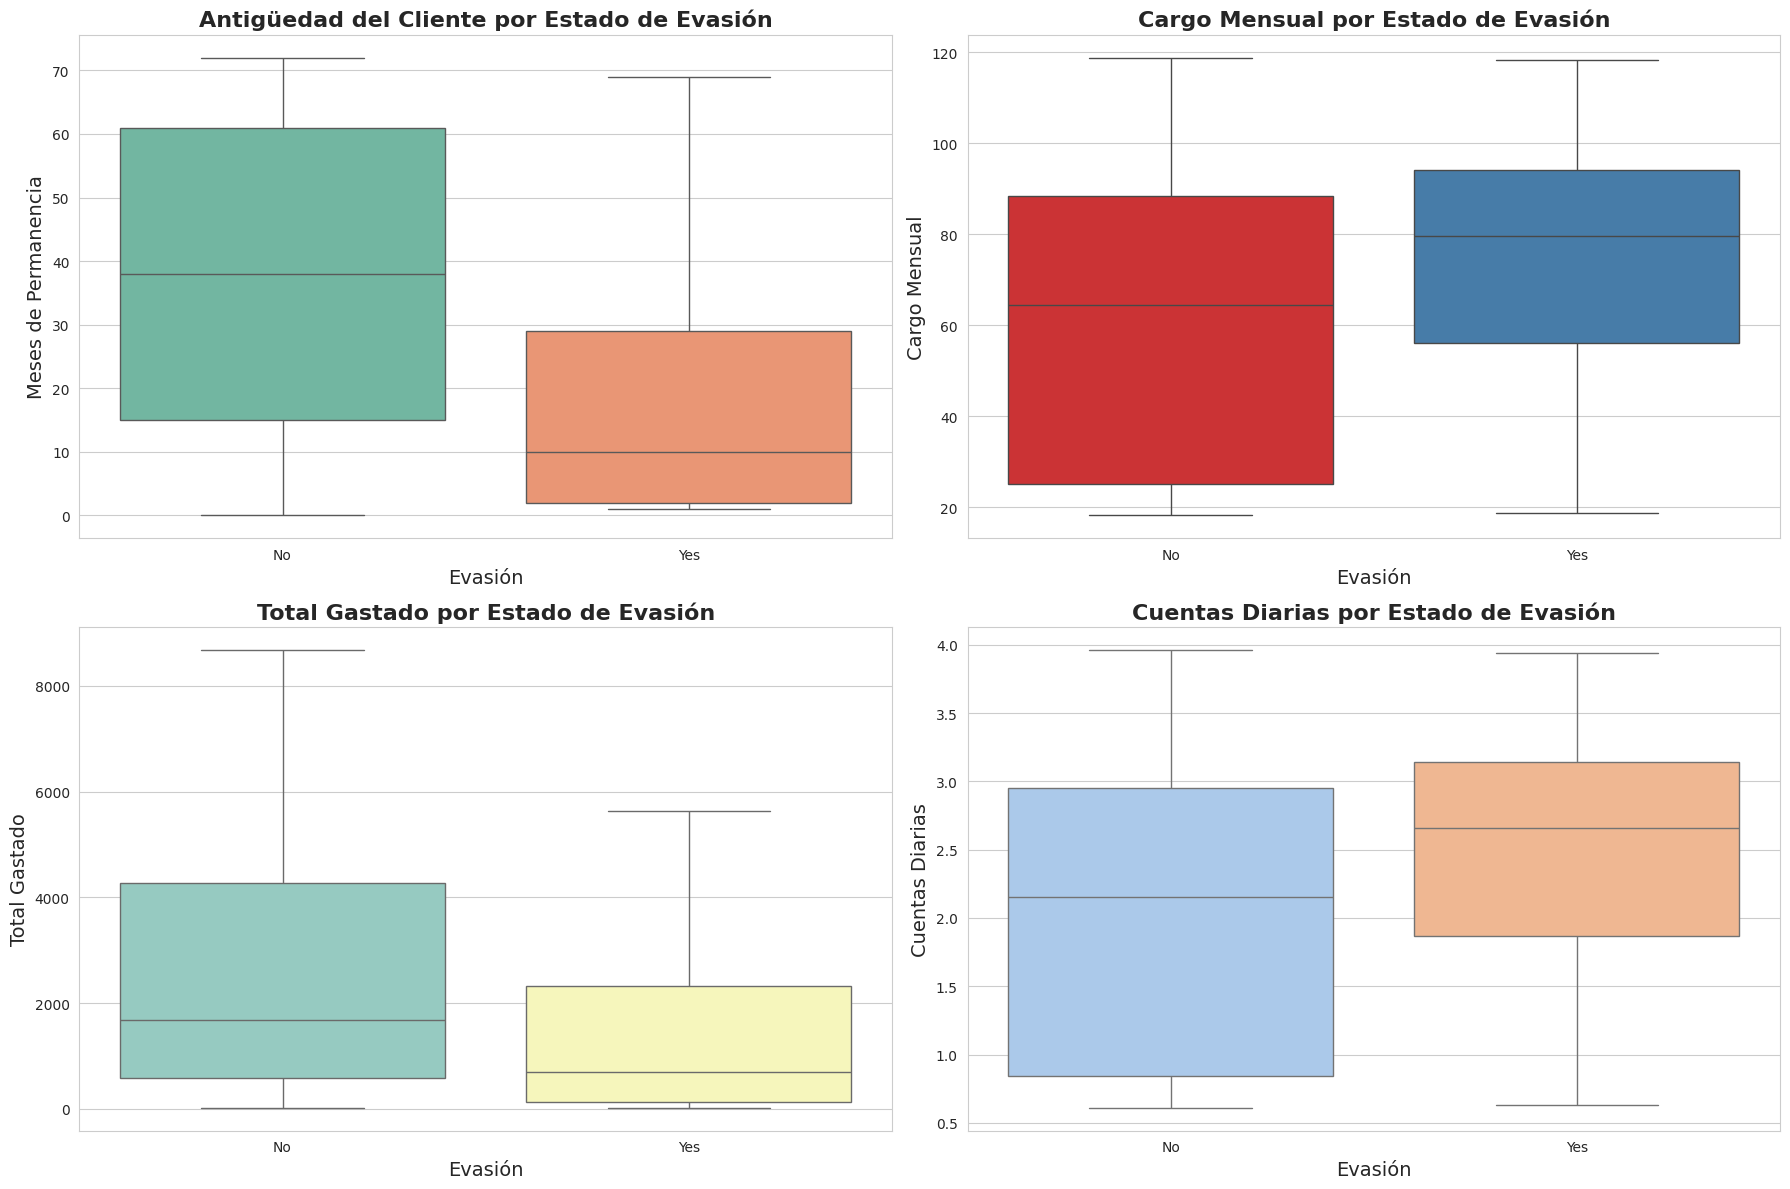 Antigüedad del Cliente por Estado de Evasión
Meses de Permanencia
70
60
50
40
30
20
10
0
No
Yes
Evasión
Cargo Mensual por Estado de Evasión
Cargo Mensual
120
100
80
60
40
20
No
Yes
Evasión
Total Gastado por Estado de Evasión
Total Gastado
8000
6000
4000
2000
0
No
Yes
Evasión
Cuentas Diarias por Estado de Evasión
Cuentas Diarias
4.0
3.5
3.0
2.5
2.0
1.5
1.0
0.5
No
Yes
Evasión